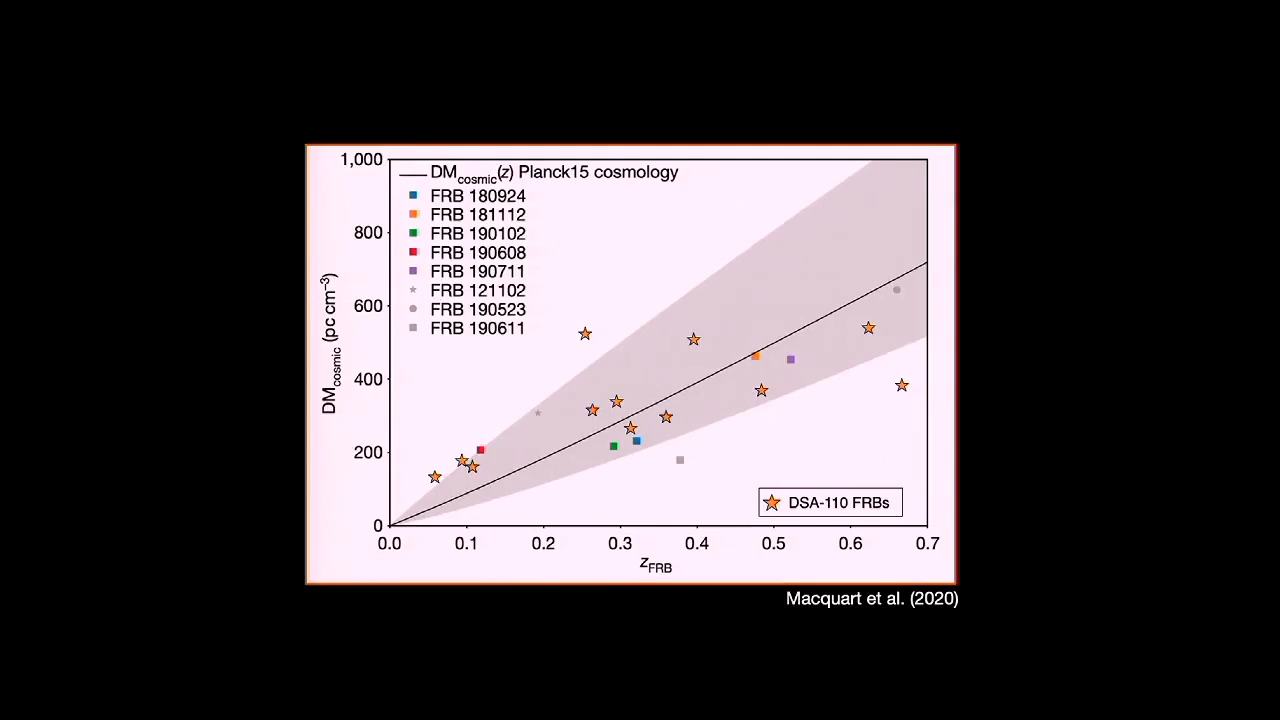 1,000
800
600
400
200
0
DMcosmic (pc cm−3)
DMcosmic(z) Planck15 cosmology
FRB 180924
FRB 181112
FRB 190102
FRB 190608
FRB 190711
FRB 121102
FRB 190523
FRB 190611
DSA-110 FRBs
0.0 0.1 0.2 0.3 0.4 0.5 0.6 0.7
zFRB
Macquart et al. (2020)